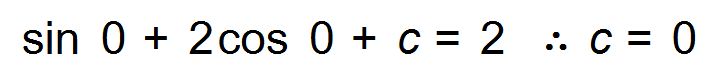 sin 0 + 2cos 0 + c = 2 ∴ c = 0